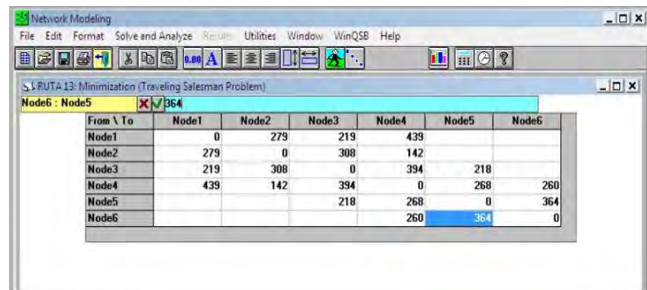 Network Modeling
File Edit Format Solve and Analyze Results Utilities Window WinQSB Help
0.00 A
RUTA 13: Minimization (Traveling Salesman Problem)
Node6 : Node5 364
From \ To Node1 Node2 Node3 Node4 Node5 Node6
Node1 0 279 219 439
Node2 279 0 308 142
Node3 219 308 0 394 218
Node4 439 142 394 0 268 260
Node5 218 268 0 364
Node6 260 364 0